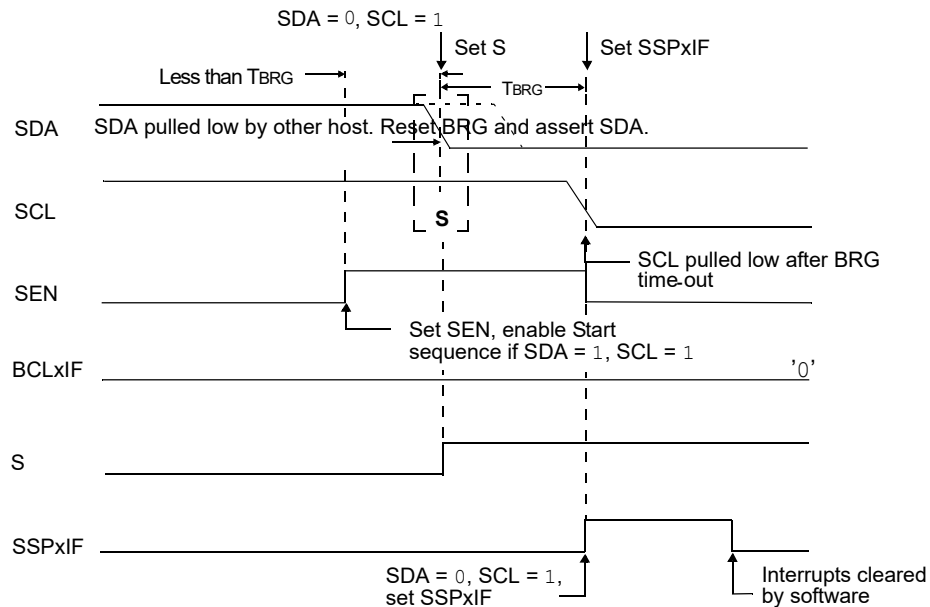 SDA = 0, SCL = 1
Set S
Set SSPxIF
Less than TBRG
TBRG
SDA
SDA pulled low by other host. Reset BRG and assert SDA.
SCL
S
SCL pulled low after BRG
time-out
SEN
Set SEN, enable Start
sequence if SDA = 1, SCL = 1
BCLxIF
'0'
S
SSPxIF
SDA = 0, SCL = 1,
set SSPxIF
Interrupts cleared
by software